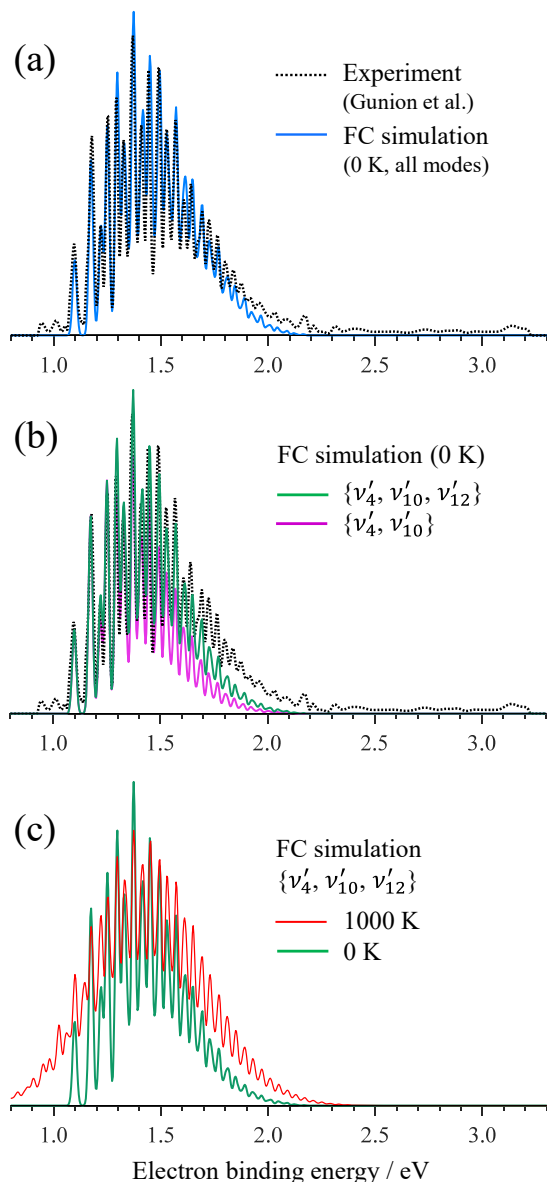 (a)
Experiment
(Gunion et al.)
FC simulation
(0 K, all modes)
1.0 1.5 2.0 2.5 3.0
(b)
FC simulation (0 K)
{ν′₄, ν′₁₀, ν′₁₂}
{ν′₄, ν′₁₀}
1.0 1.5 2.0 2.5 3.0
(c)
FC simulation
{ν′₄, ν′₁₀, ν′₁₂}
1000 K
0 K
1.0 1.5 2.0 2.5 3.0
Electron binding energy / eV